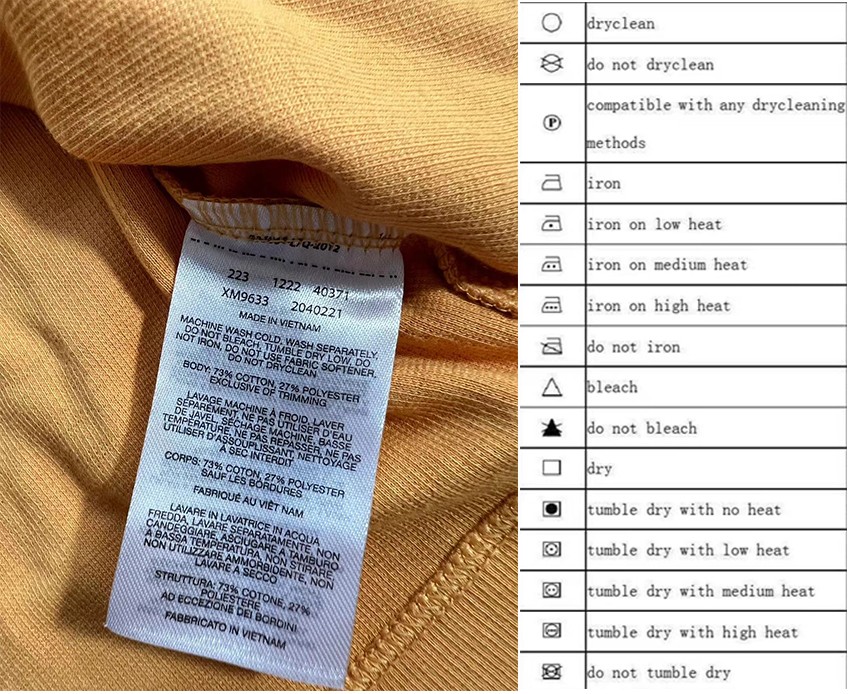 223 1222 40371
XM9633 2040221
MADE IN VIETNAM
MACHINE WASH COLD, WASH SEPARATELY,
DO NOT BLEACH, TUMBLE DRY LOW, DO
NOT IRON, DO NOT USE FABRIC SOFTENER,
DO NOT DRYCLEAN
BODY: 73% COTTON, 27% POLYESTER
EXCLUSIVE OF TRIMMING
LAVAGE MACHINE À FROID, LAVER
SÉPAREMENT, NE PAS UTILISER D'EAU
DE JAVEL, SÉCHAGE MACHINE, BASSE
TEMPÉRATURE, NE PAS REPASSER, NE PAS
UTILISER D'ASSOUPLISSANT, NETTOYAGE
À SEC INTERDIT
CORPS: 73% COTON, 27% POLYESTER
SAUF LES BORDURES
FABRIQUÉ AU VIÊT NAM
LAVARE IN LAVATRICE IN ACQUA
FREDDA, LAVARE SEPARATAMENTE, NON
CANDEGGIARE, ASCIUGARE A TAMBURO
A BASSA TEMPERATURA, NON STIRARE,
NON UTILIZZARE AMMORBIDENTE, NON
LAVARE A SECCO
STRUTTURA: 73% COTONE, 27%
POLIESTERE
AD ECCEZIONE DEI BORDINI
FABBRICATO IN VIETNAM
dryclean
do not dryclean
P compatible with any drycleaning
methods
iron
iron on low heat
iron on medium heat
iron on high heat
do not iron
bleach
do not bleach
dry
tumble dry with no heat
tumble dry with low heat
tumble dry with medium heat
tumble dry with high heat
do not tumble dry